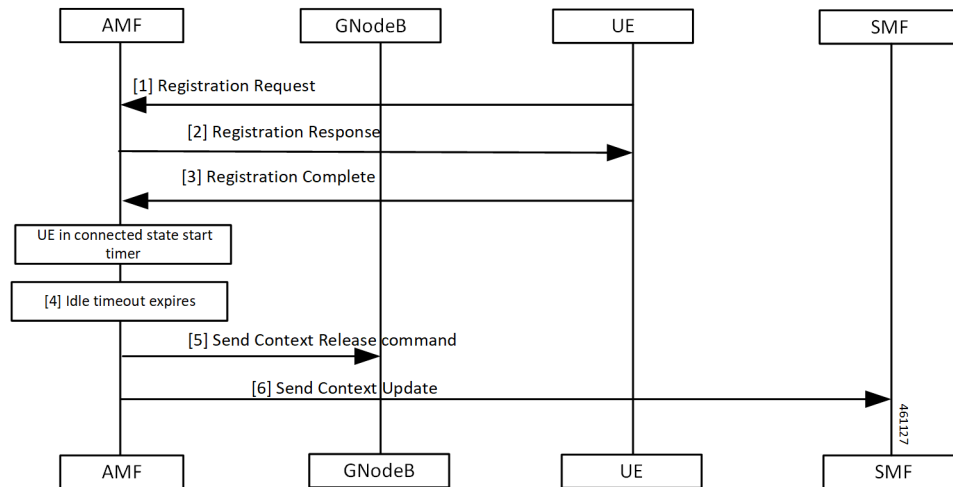 AMF
GNodeB
UE
SMF
[1] Registration Request
[2] Registration Response
[3] Registration Complete
UE in connected state start
timer
[4] Idle timeout expires
[5] Send Context Release command
[6] Send Context Update
461127
AMF
GNodeB
UE
SMF